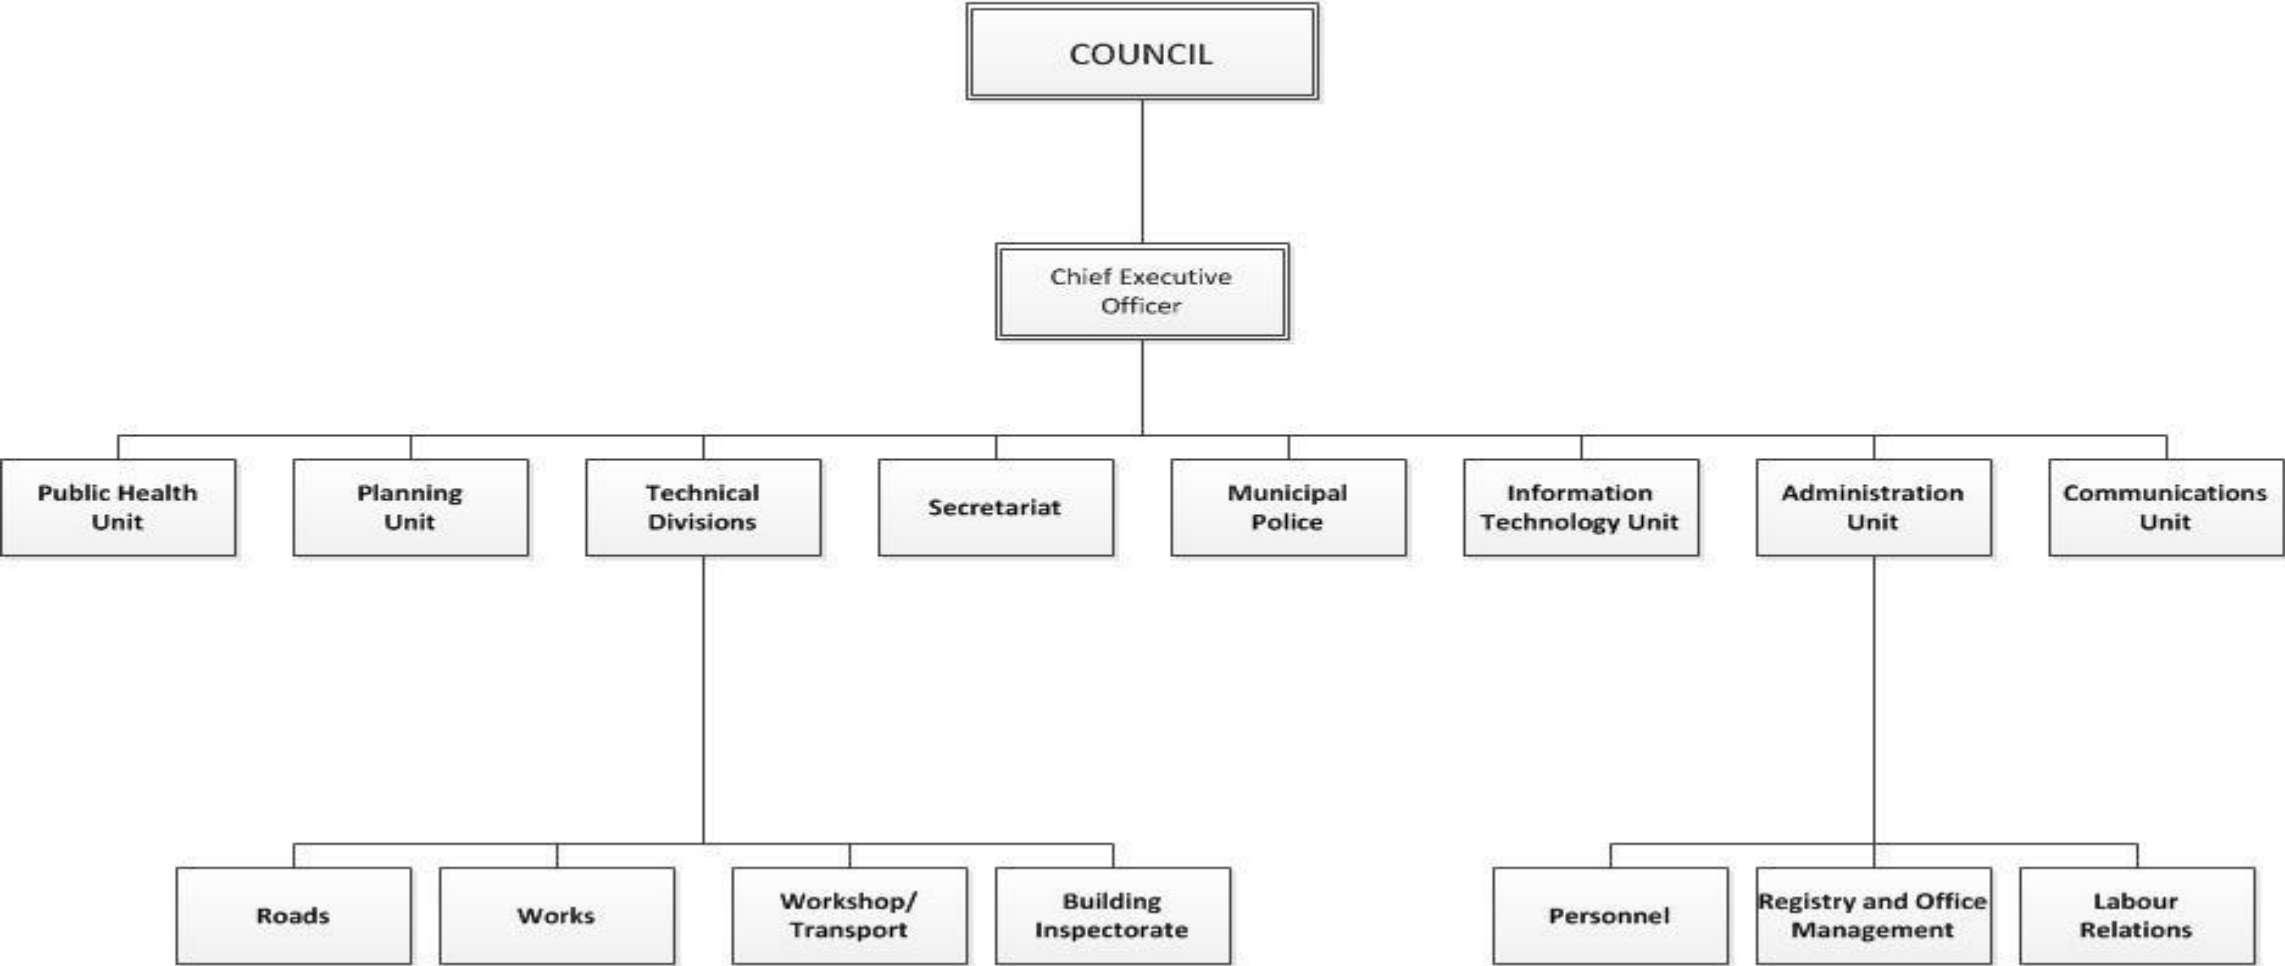 COUNCIL
Chief Executive
Officer
Public Health
Unit
Planning
Unit
Technical
Divisions
Secretariat
Municipal
Police
Information
Technology Unit
Administration
Unit
Communications
Unit
Roads
Works
Workshop/
Transport
Building
Inspectorate
Personnel
Registry and Office
Management
Labour
Relations